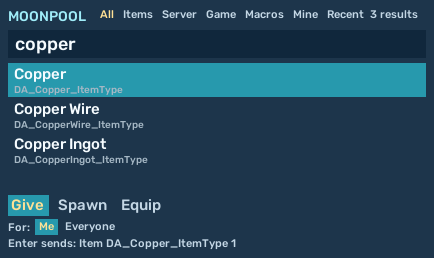 MOONPOOL All Items Server Game Macros Mine Recent 3 results
copper
Copper
DA_Copper_ItemType
Copper Wire
DA_CopperWire_ItemType
Copper Ingot
DA_CopperIngot_ItemType
Give Spawn Equip
For: Me Everyone
Enter sends: Item DA_Copper_ItemType 1